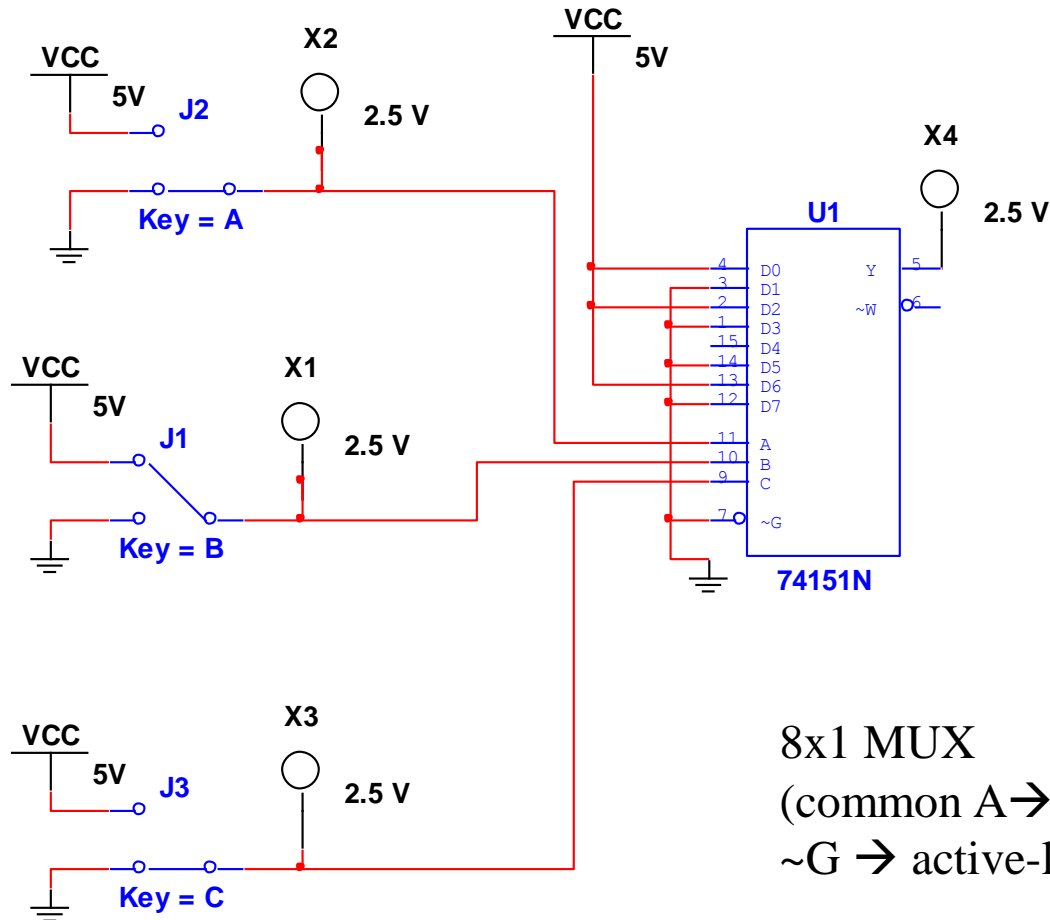 VCC
5V
J2
Key = A
X2
2.5 V
VCC
5V
X4
2.5 V
U1
4 D0 Y 5
3 D1
2 D2 ~W 6
1 D3
15 D4
14 D5
13 D6
12 D7
11 A
10 B
9 C
7 ~G
74151N
VCC
5V
J1
Key = B
X1
2.5 V
VCC
5V
J3
Key = C
X3
2.5 V
8x1 MUX
(common A→
~G → active-